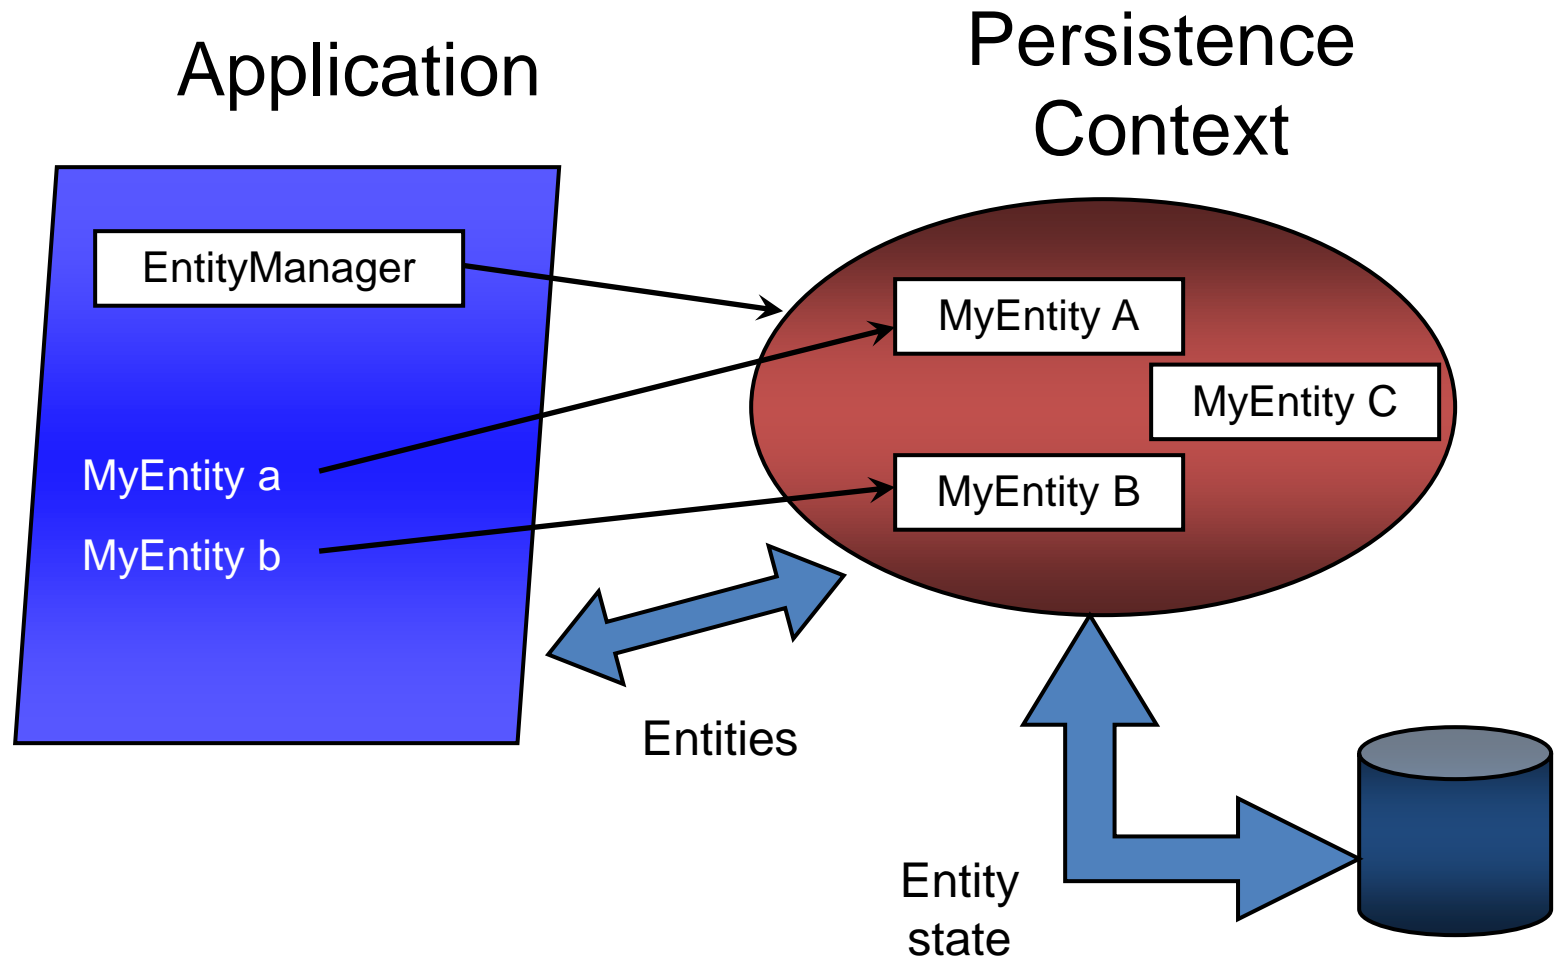 Application
Persistence
Context
EntityManager
MyEntity a
MyEntity b
MyEntity A
MyEntity C
MyEntity B
Entities
Entity
state